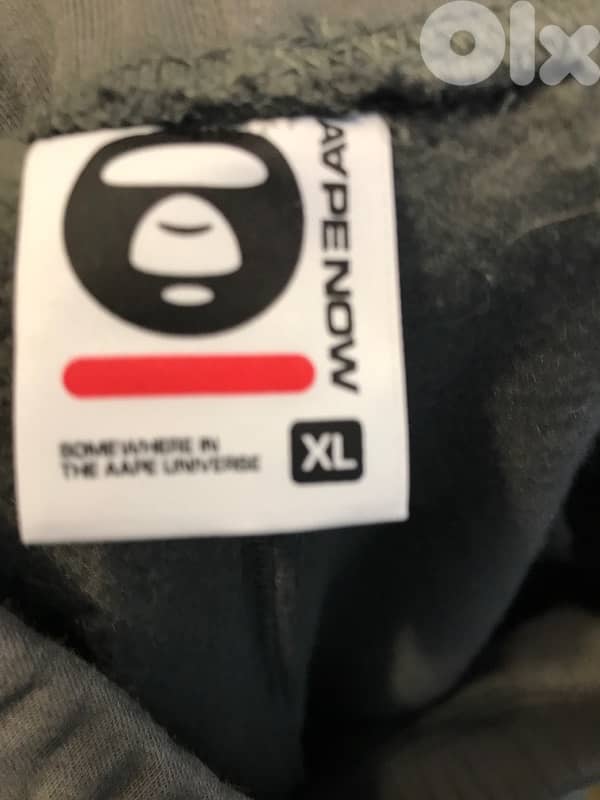 Olx
AAPE NOW
SOMEWHERE IN
THE AAPE UNIVERSE
XL